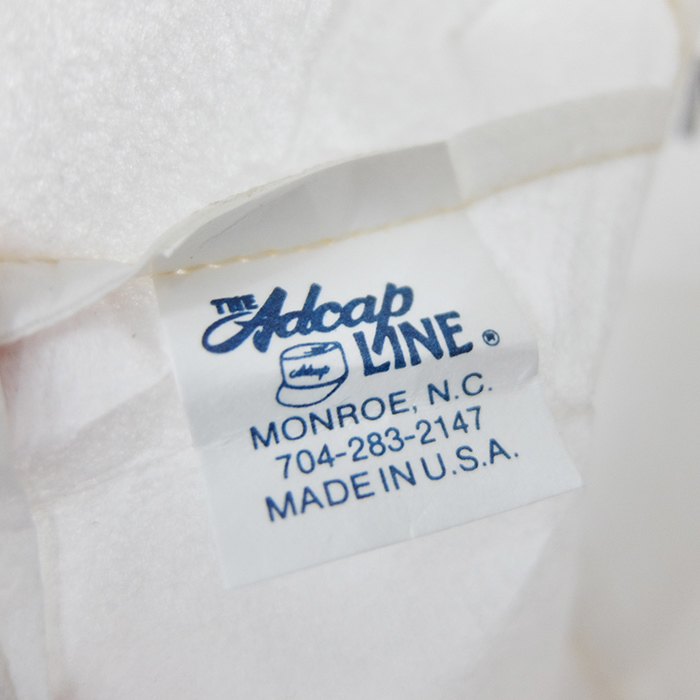 THE Adcap
LINE ®
Adcap
MONROE, N.C.
704-283-2147
MADE IN U.S.A.